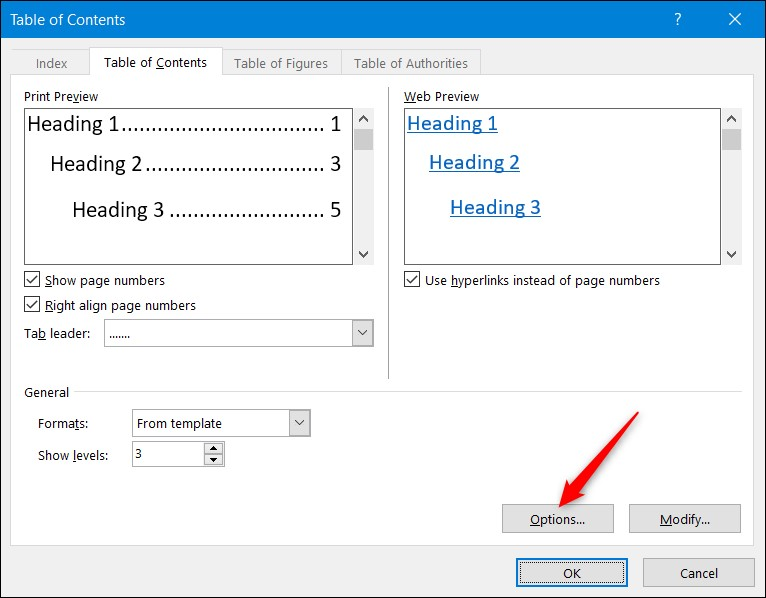 Table of Contents
?
Index Table of Contents Table of Figures Table of Authorities
Print Preview
Heading 1................................... 1
Heading 2................................ 3
Heading 3 ............................ 5
Show page numbers
Right align page numbers
Tab leader: .......
Web Preview
Heading 1
Heading 2
Heading 3
Use hyperlinks instead of page numbers
General
Formats: From template
Show levels: 3
Options... Modify...
OK Cancel